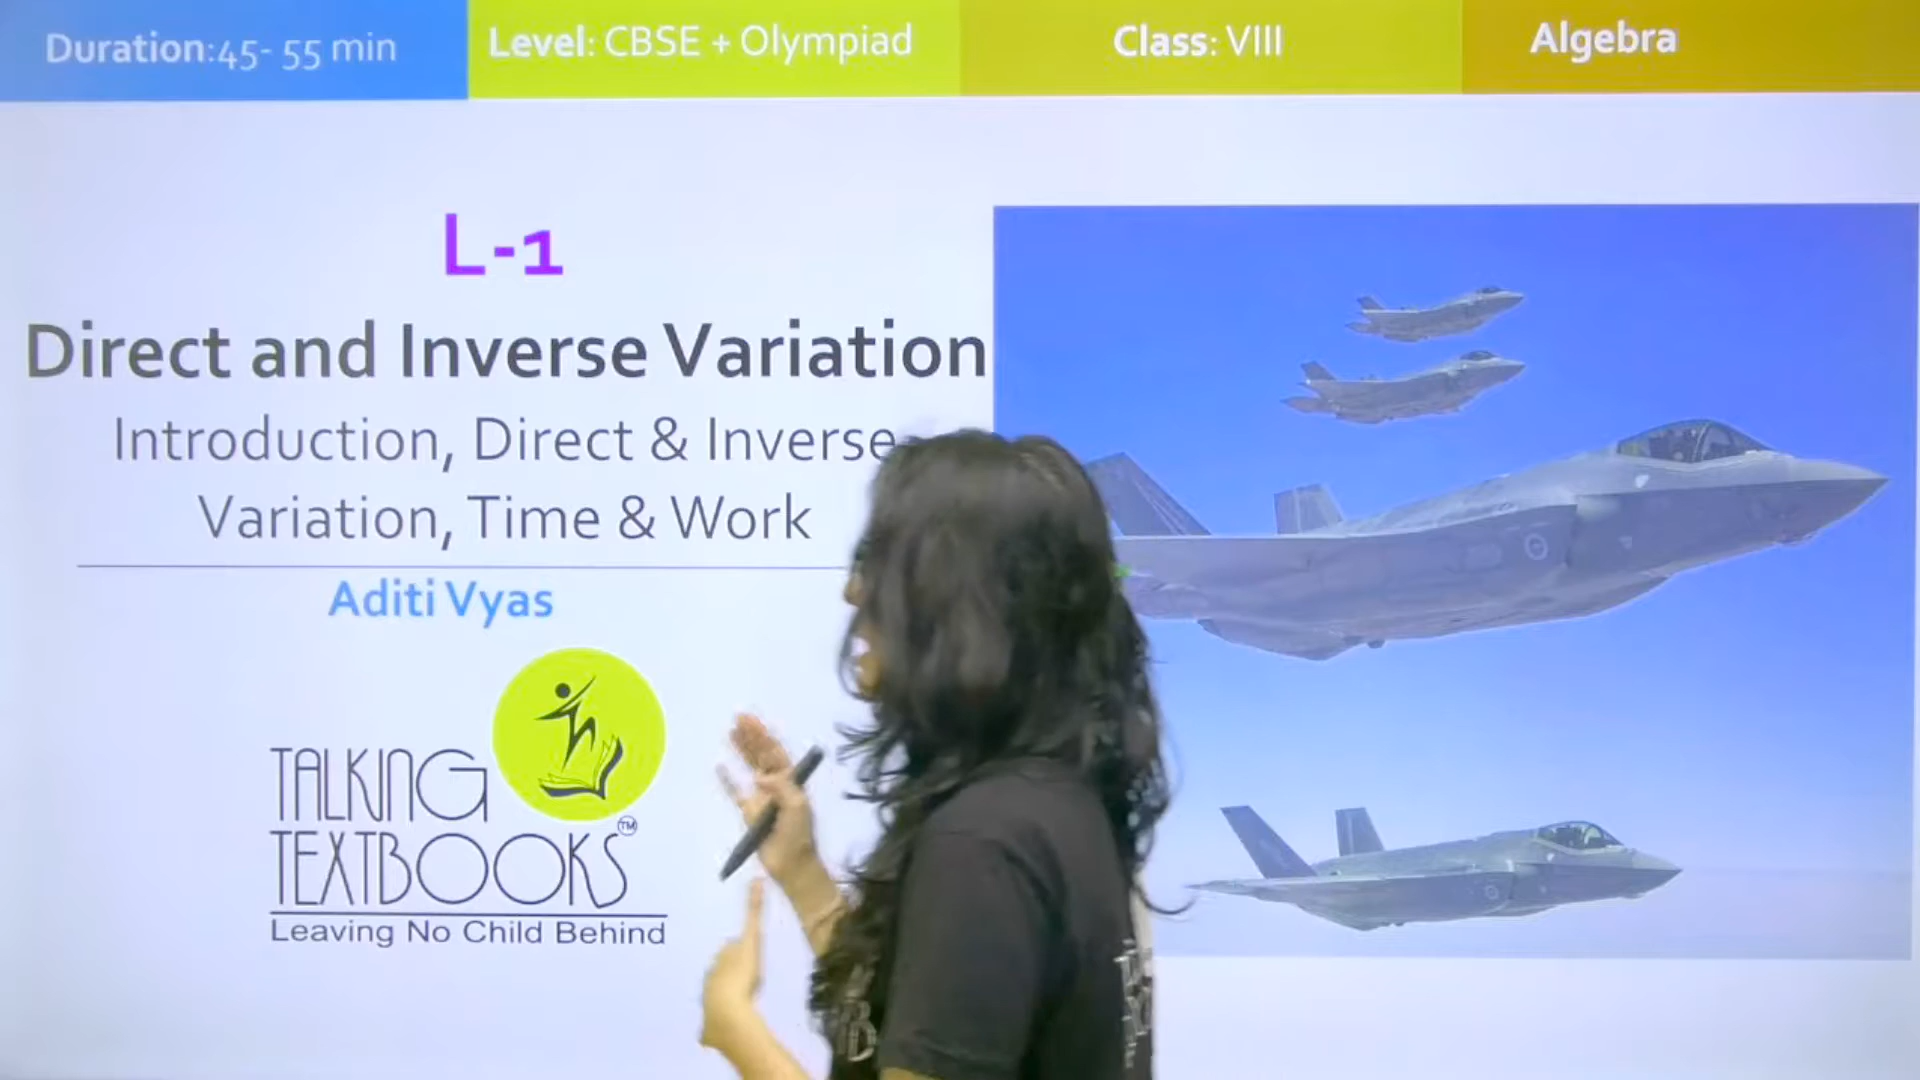 Duration:45- 55 min
Level: CBSE + Olympiad
Class: VIII
Algebra
L-1
Direct and Inverse Variation
Introduction, Direct & Inverse
Variation, Time & Work
Aditi Vyas
TALKING
TEXTBOOKS
TM
Leaving No Child Behind